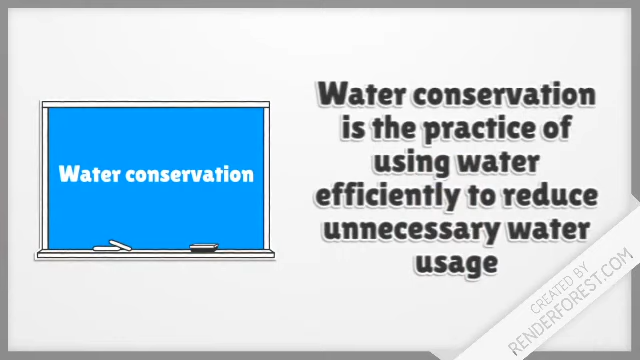 Water conservation
Water conservation
is the practice of
using water
efficiently to reduce
unnecessary water
usage
CREATED BY
RENDERFOREST.COM